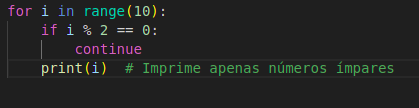 for i in range(10):
    if i % 2 == 0:
        continue
    print(i)  # Imprime apenas números ímpares